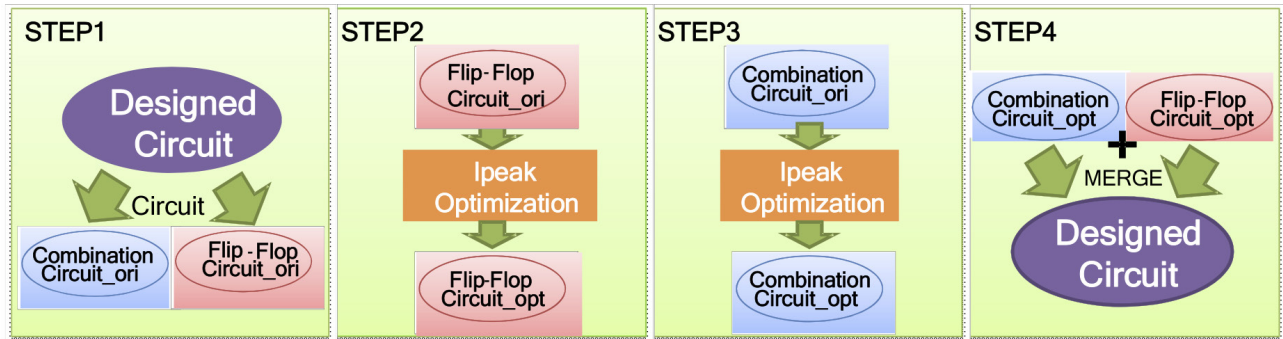 STEP1
Designed
Circuit
Circuit
Combination
Circuit_ori
Flip-Flop
Circuit_ori
STEP2
Flip-Flop
Circuit_ori
Ipeak
Optimization
Flip-Flop
Circuit_opt
STEP3
Combination
Circuit_ori
Ipeak
Optimization
Combination
Circuit_opt
STEP4
Combination
Circuit_opt
+
Flip-Flop
Circuit_opt
MERGE
Designed
Circuit